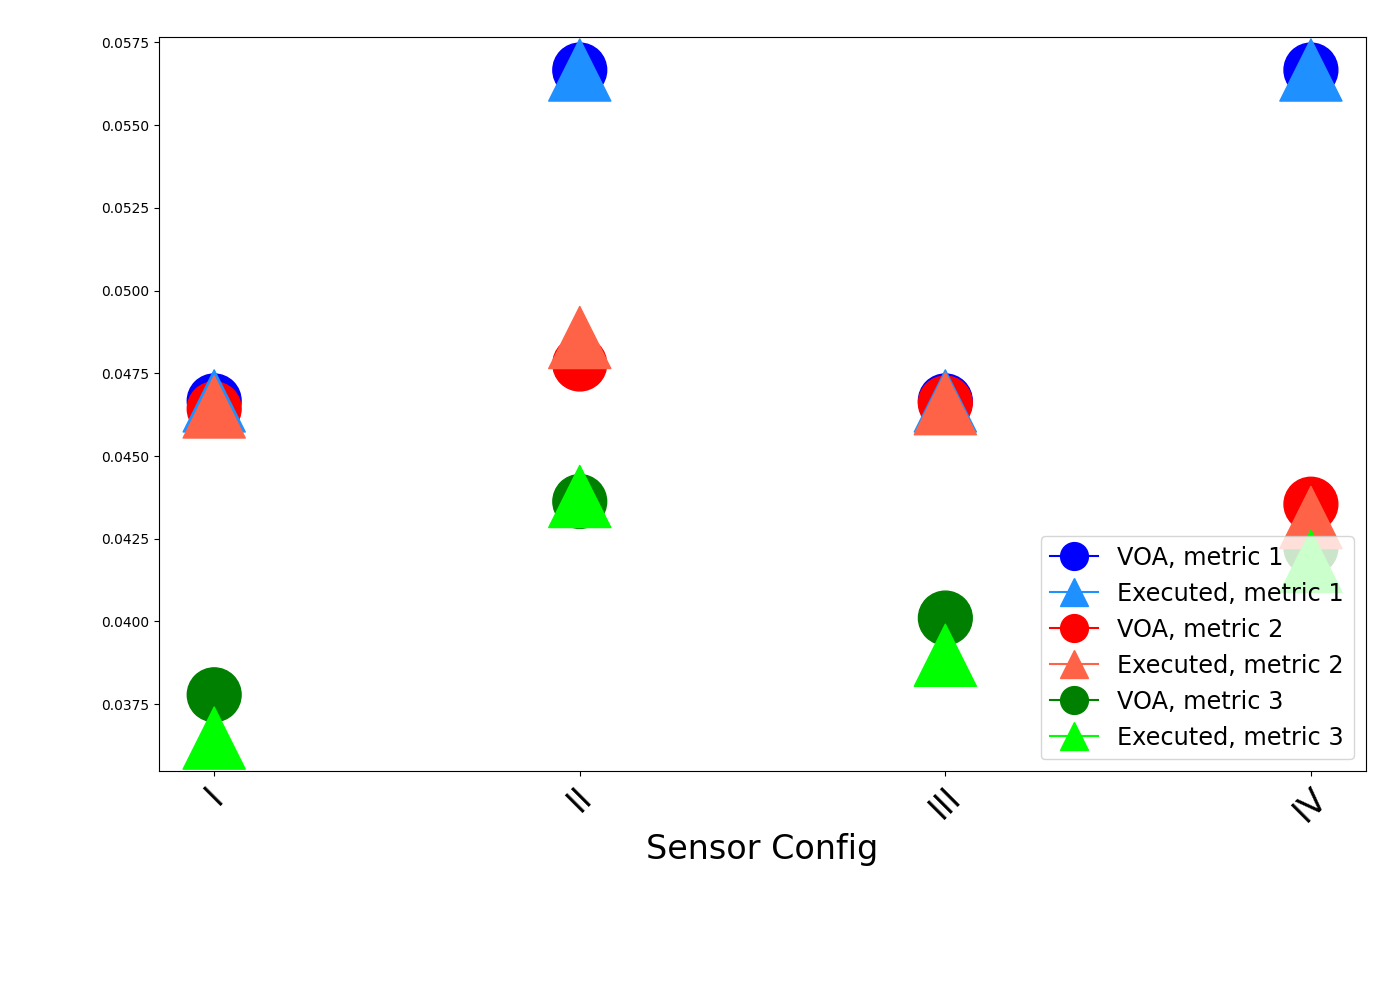 0.0575
0.0550
0.0525
0.0500
0.0475
0.0450
0.0425
0.0400
0.0375
VOA, metric 1
Executed, metric 1
VOA, metric 2
Executed, metric 2
VOA, metric 3
Executed, metric 3
I
II
III
IV
Sensor Config